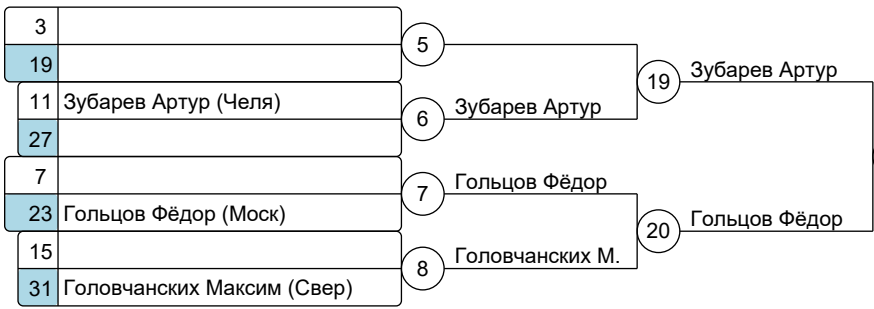 3
5
19
Зубарев Артур
19
11 Зубарев Артур (Челя)
6
Зубарев Артур
27
7
7
Гольцов Фёдор
23 Гольцов Фёдор (Моск)
20
Гольцов Фёдор
15
8
Головчанских М.
31 Головчанских Максим (Свер)